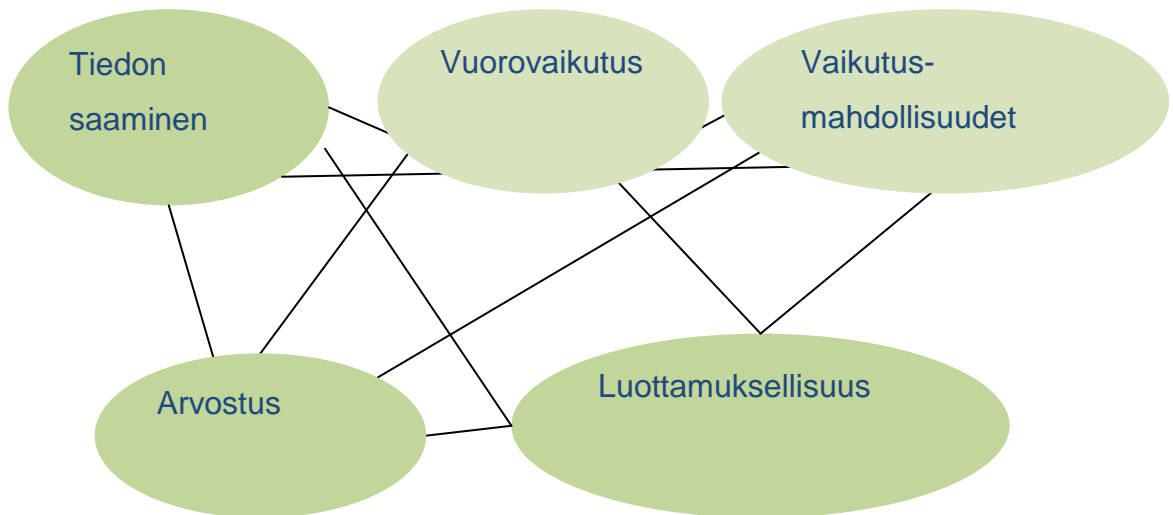 Tiedon
saaminen
Vuorovaikutus
Vaikutus-
mahdollisuudet
Arvostus
Luottamuksellisuus